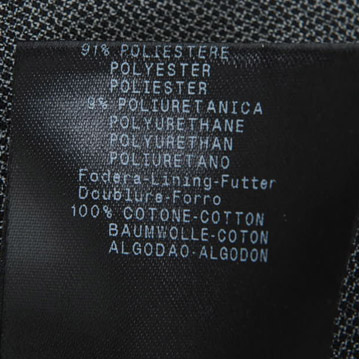 91% POLIESTERE
POLYESTER
POLIESTER
9% POLIURETANICA
POLYURETHANE
POLYURETHAN
POLIURETANO
Fodera-Lining-Futter
Doublure-Forro
100% COTONE-COTTON
BAUMWOLLE-COTON
ALGODAO-ALGODON